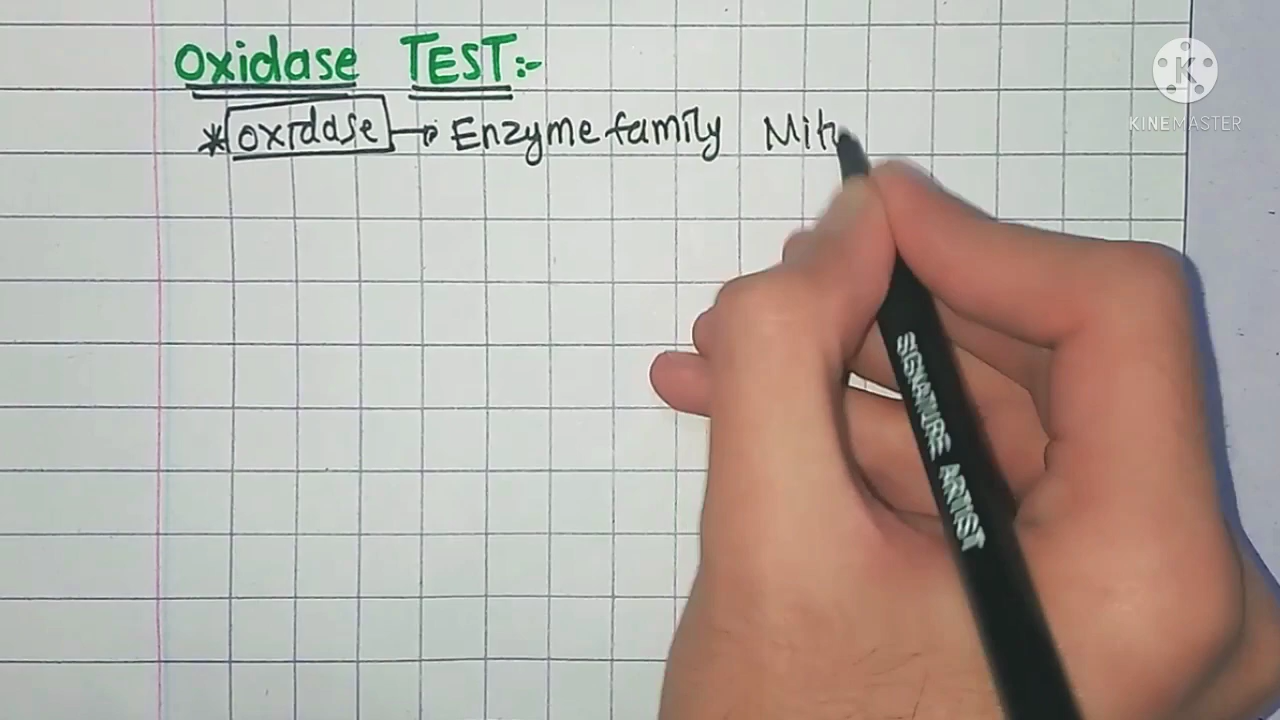 Oxidase TEST:-
K
KINEMASTER
*oxidase → Enzyme family
SIGNATURE ARTIST